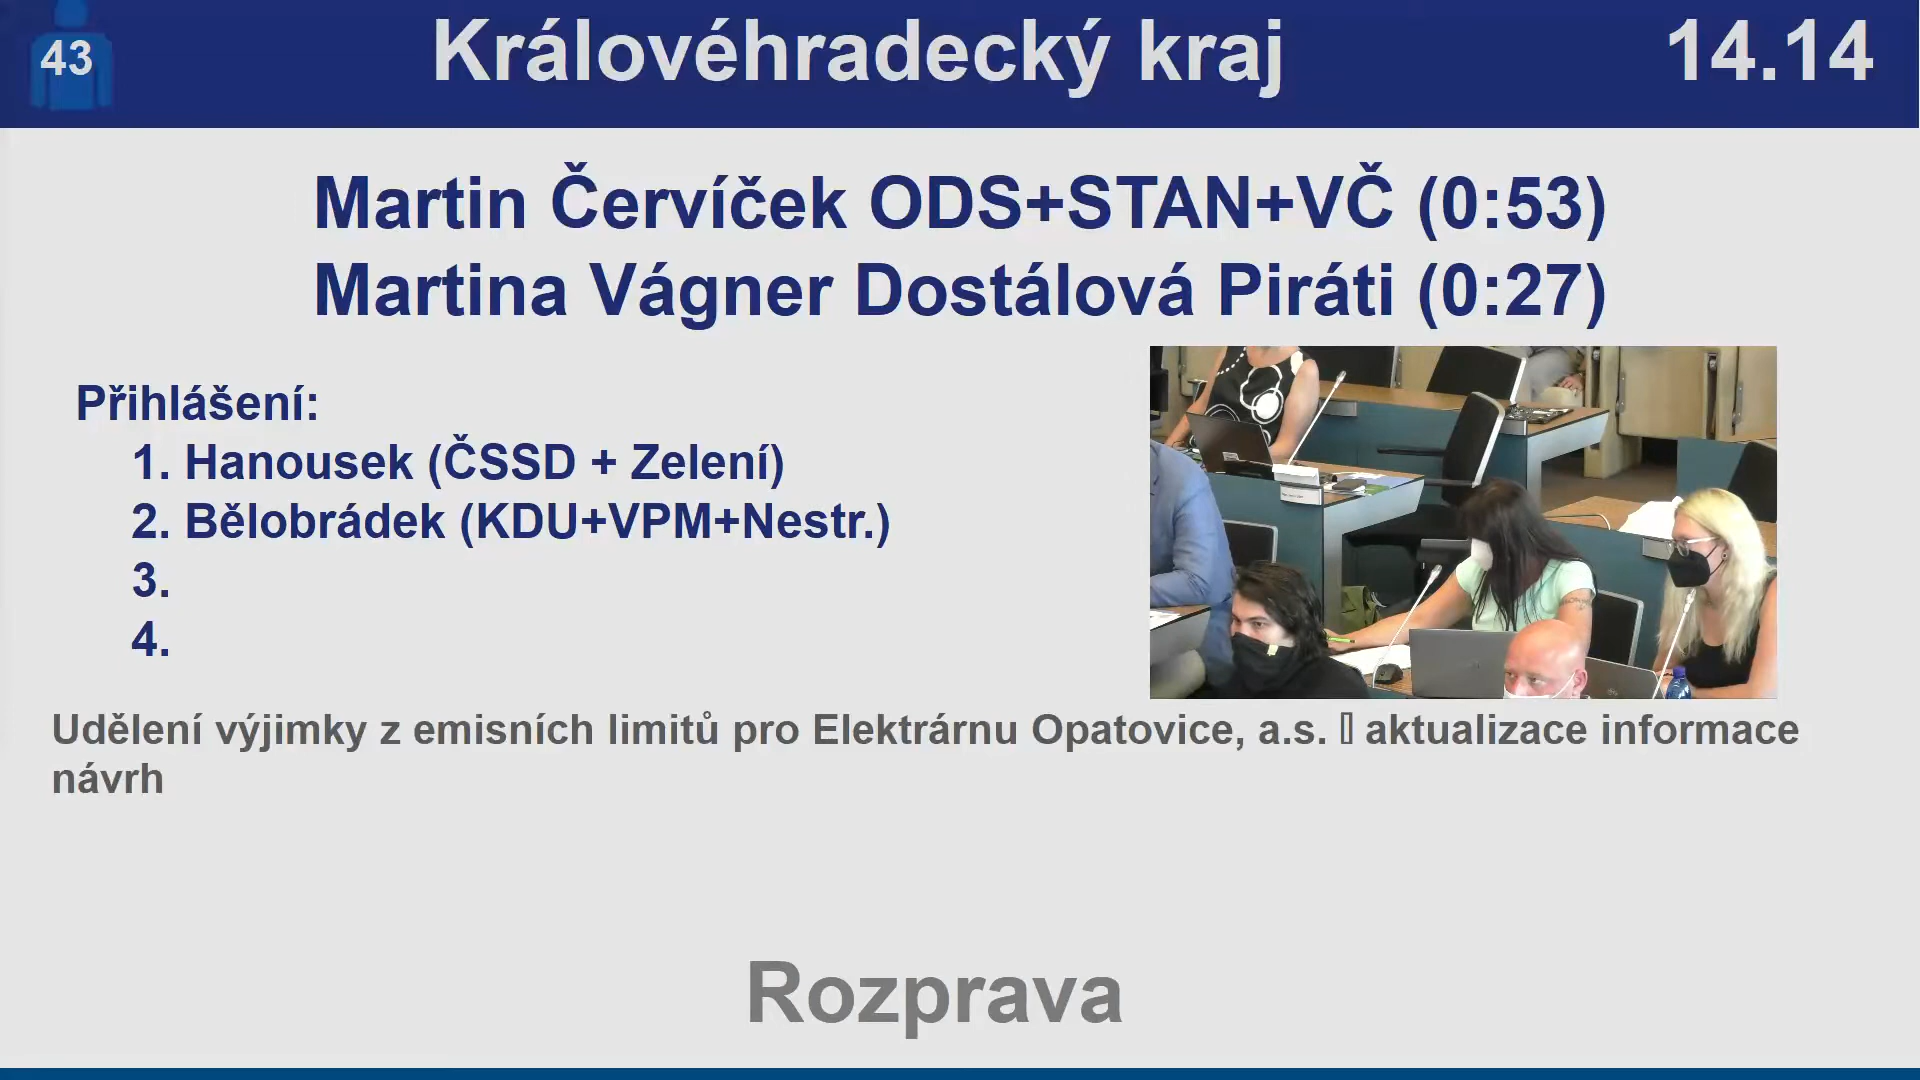 43
Královéhradecký kraj
14.14
Martin Červíček ODS+STAN+VČ (0:53)
Martina Vágner Dostálová Piráti (0:27)
Přihlášení:
1. Hanousek (ČSSD + Zelení)
2. Bělobrádek (KDU+VPM+Nestr.)
3.
4.
Udělení výjimky z emisních limitů pro Elektrárnu Opatovice, a.s. ▯ aktualizace informace
návrh
Rozprava